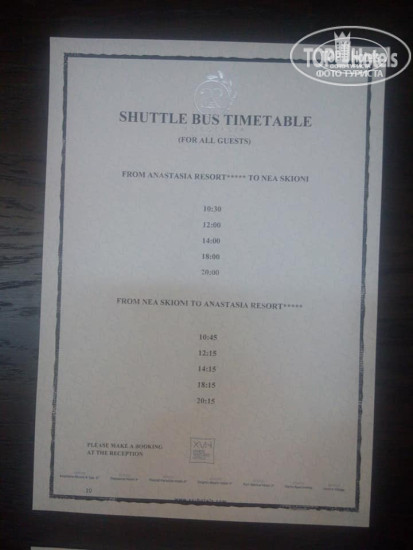 TOPHotels
ФОТО ТУРИСТА
SHUTTLE BUS TIMETABLE
(FOR ALL GUESTS)
FROM ANASTASIA RESORT***** TO NEA SKIONI
10:30
12:00
14:00
18:00
20:00
FROM NEA SKIONI TO ANASTASIA RESORT*****
10:45
12:15
14:15
18:15
20:15
PLEASE MAKE A BOOKING
AT THE RECEPTION